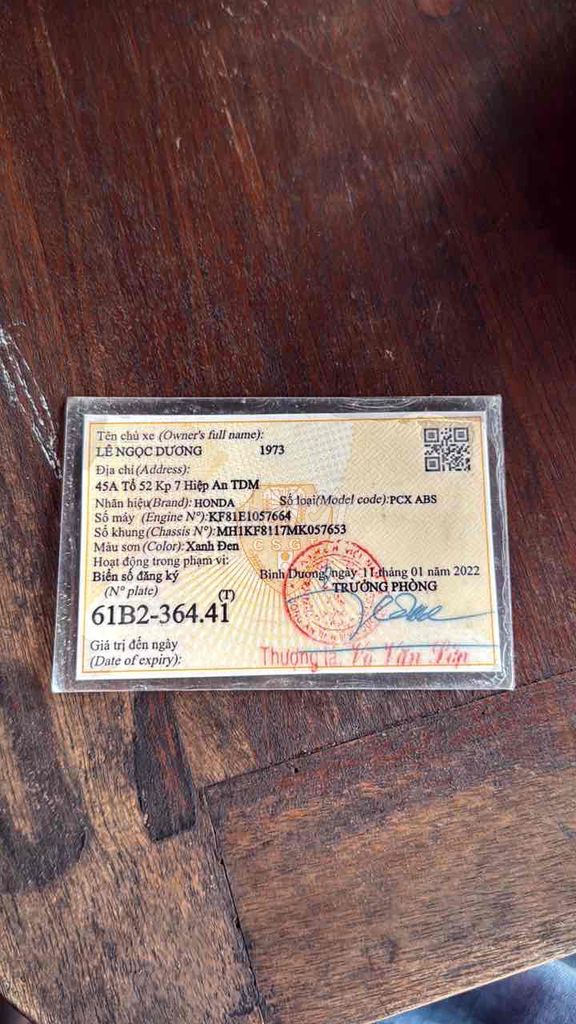 Tên chủ xe (Owner's full name):
LÊ NGỌC DƯƠNG 1973
Địa chỉ (Address):
45A Tổ 52 Kp 7 Hiệp An TDM
Nhãn hiệu (Brand): HONDA Số loại (Model code): PCX ABS
Số máy (Engine N°): KF81E1057664
Số khung (Chassis N°): MH1KF8117MK057653
Màu sơn (Color): Xanh Đen
Hoạt động trong phạm vi:
Bình Dương, ngày 11 tháng 01 năm 2022
Biển số đăng ký
TRƯỞNG PHÒNG
(N° plate)
(T)
61B2-364.41
Giá trị đến ngày
(Date of expiry):
Thượng tá